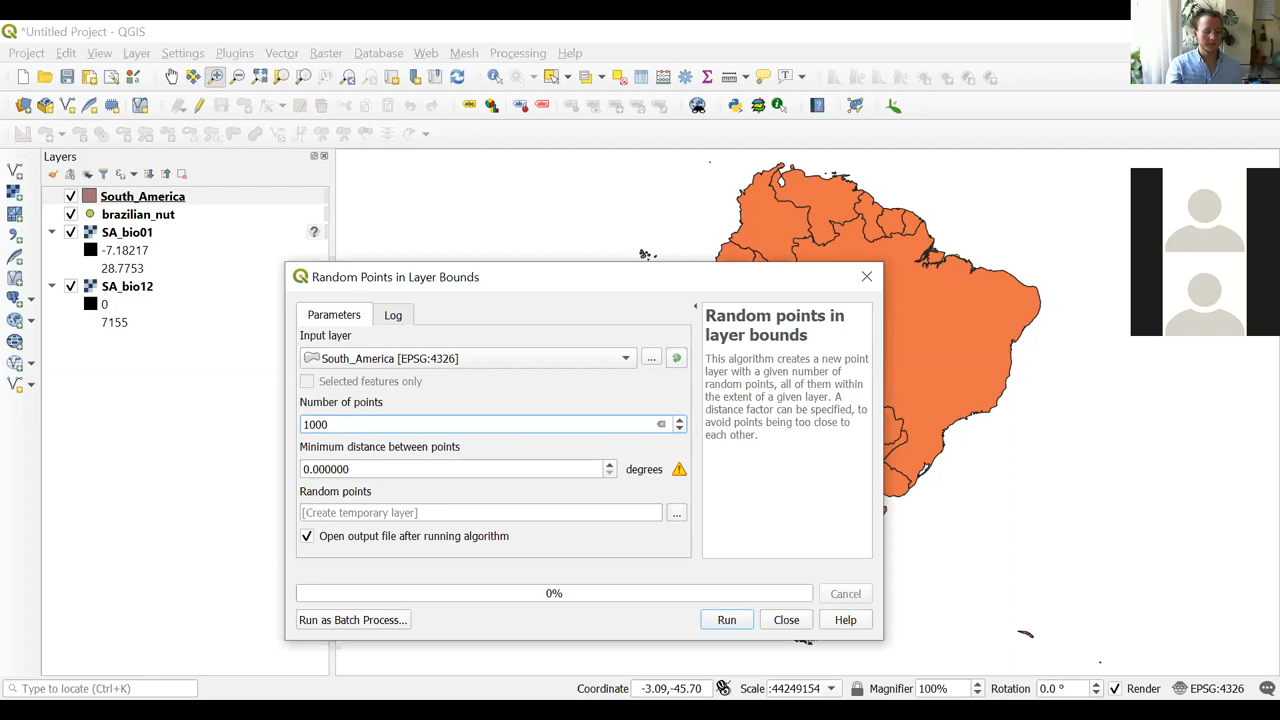 *Untitled Project - QGIS
Project Edit View Layer Settings Plugins Vector Raster Database Web Mesh Processing Help
Layers
South_America
brazilian_nut
SA_bio01
-7.18217
28.7753
SA_bio12
0
7155
Random Points in Layer Bounds
Parameters Log
Input layer
South_America [EPSG:4326]
...
Selected features only
Number of points
1000
Minimum distance between points
0.000000
degrees
Random points
[Create temporary layer]
...
Open output file after running algorithm
Random points in
layer bounds
This algorithm creates a new point
layer with a given number of
random points, all of them within
the extent of a given layer. A
distance factor can be specified, to
avoid points being too close to
each other.
0%
Cancel
Run as Batch Process...
Run Close Help
Type to locate (Ctrl+K)
Coordinate -3.09,-45.70 Scale :44249154 Magnifier 100% Rotation 0.0 ° Render EPSG:4326